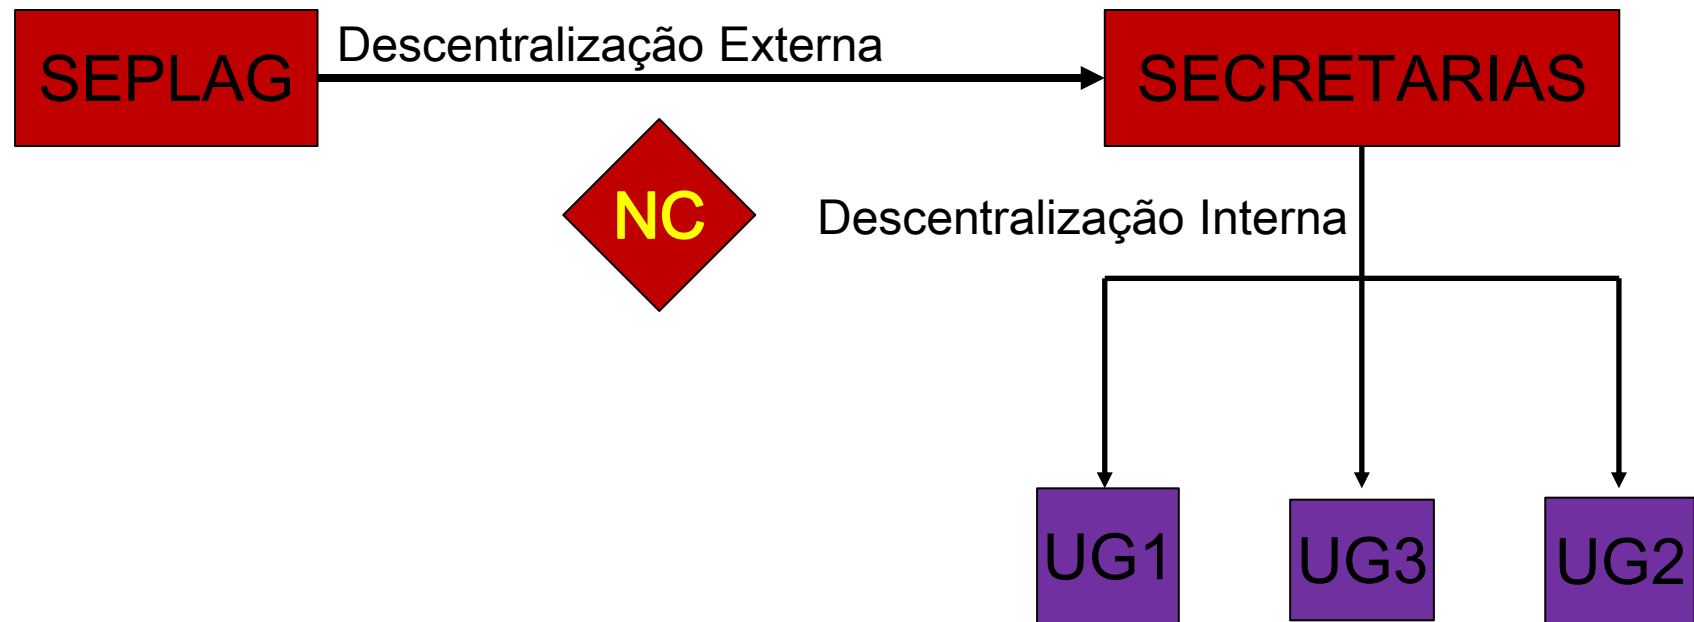 SEPLAG
Descentralização Externa
SECRETARIAS
NC
Descentralização Interna
UG1
UG3
UG2